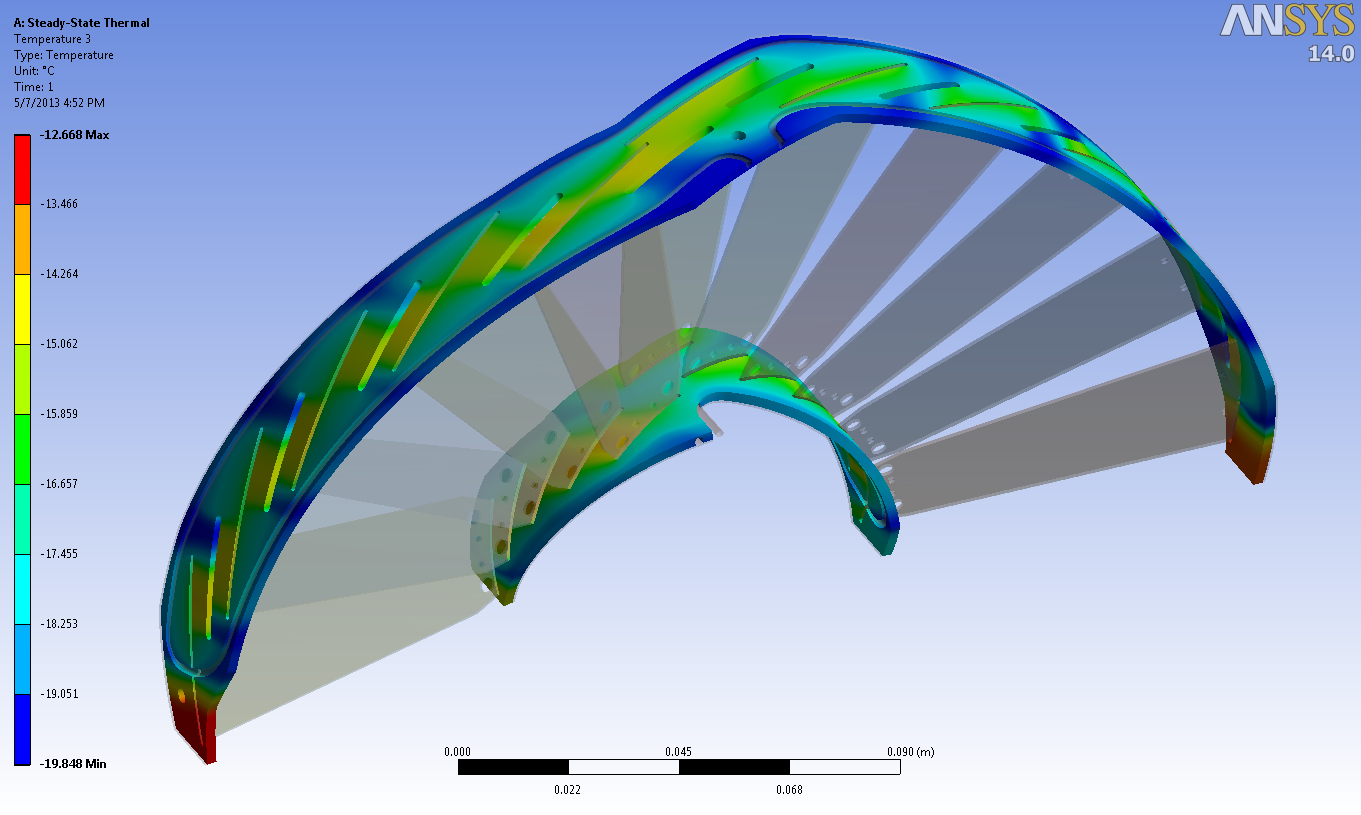 A: Steady-State Thermal
Temperature 3
Type: Temperature
Unit: °C
Time: 1
5/7/2013 4:52 PM
ANSYS
14.0
-12.668 Max
-13.466
-14.264
-15.062
-15.859
-16.657
-17.455
-18.253
-19.051
-19.848 Min
0.000 0.045 0.090 (m)
0.022 0.068